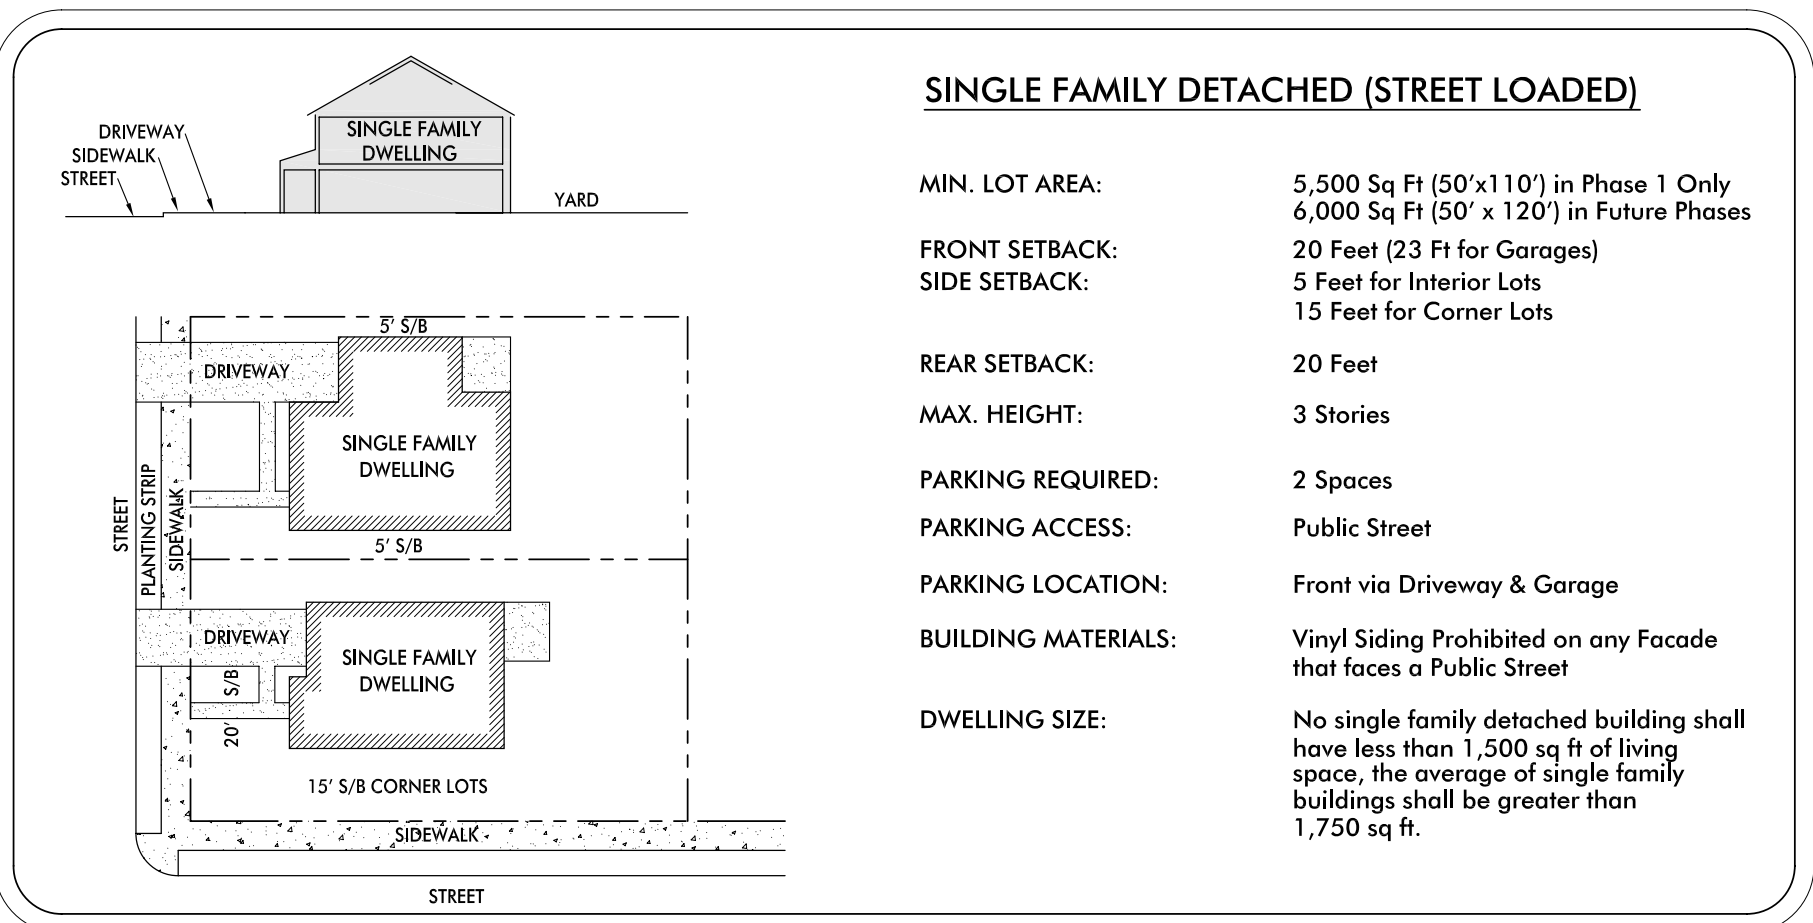 SINGLE FAMILY DETACHED (STREET LOADED)
DRIVEWAY
SIDEWALK
STREET
SINGLE FAMILY
DWELLING
YARD
5' S/B
DRIVEWAY
SINGLE FAMILY
DWELLING
STREET
PLANTING STRIP
SIDEWALK
5' S/B
DRIVEWAY
SINGLE FAMILY
DWELLING
20' S/B
15' S/B CORNER LOTS
SIDEWALK
STREET
MIN. LOT AREA: 5,500 Sq Ft (50'x110') in Phase 1 Only
6,000 Sq Ft (50' x 120') in Future Phases
FRONT SETBACK: 20 Feet (23 Ft for Garages)
SIDE SETBACK: 5 Feet for Interior Lots
15 Feet for Corner Lots
REAR SETBACK: 20 Feet
MAX. HEIGHT: 3 Stories
PARKING REQUIRED: 2 Spaces
PARKING ACCESS: Public Street
PARKING LOCATION: Front via Driveway & Garage
BUILDING MATERIALS: Vinyl Siding Prohibited on any Facade
that faces a Public Street
DWELLING SIZE: No single family detached building shall
have less than 1,500 sq ft of living
space, the average of single family
buildings shall be greater than
1,750 sq ft.